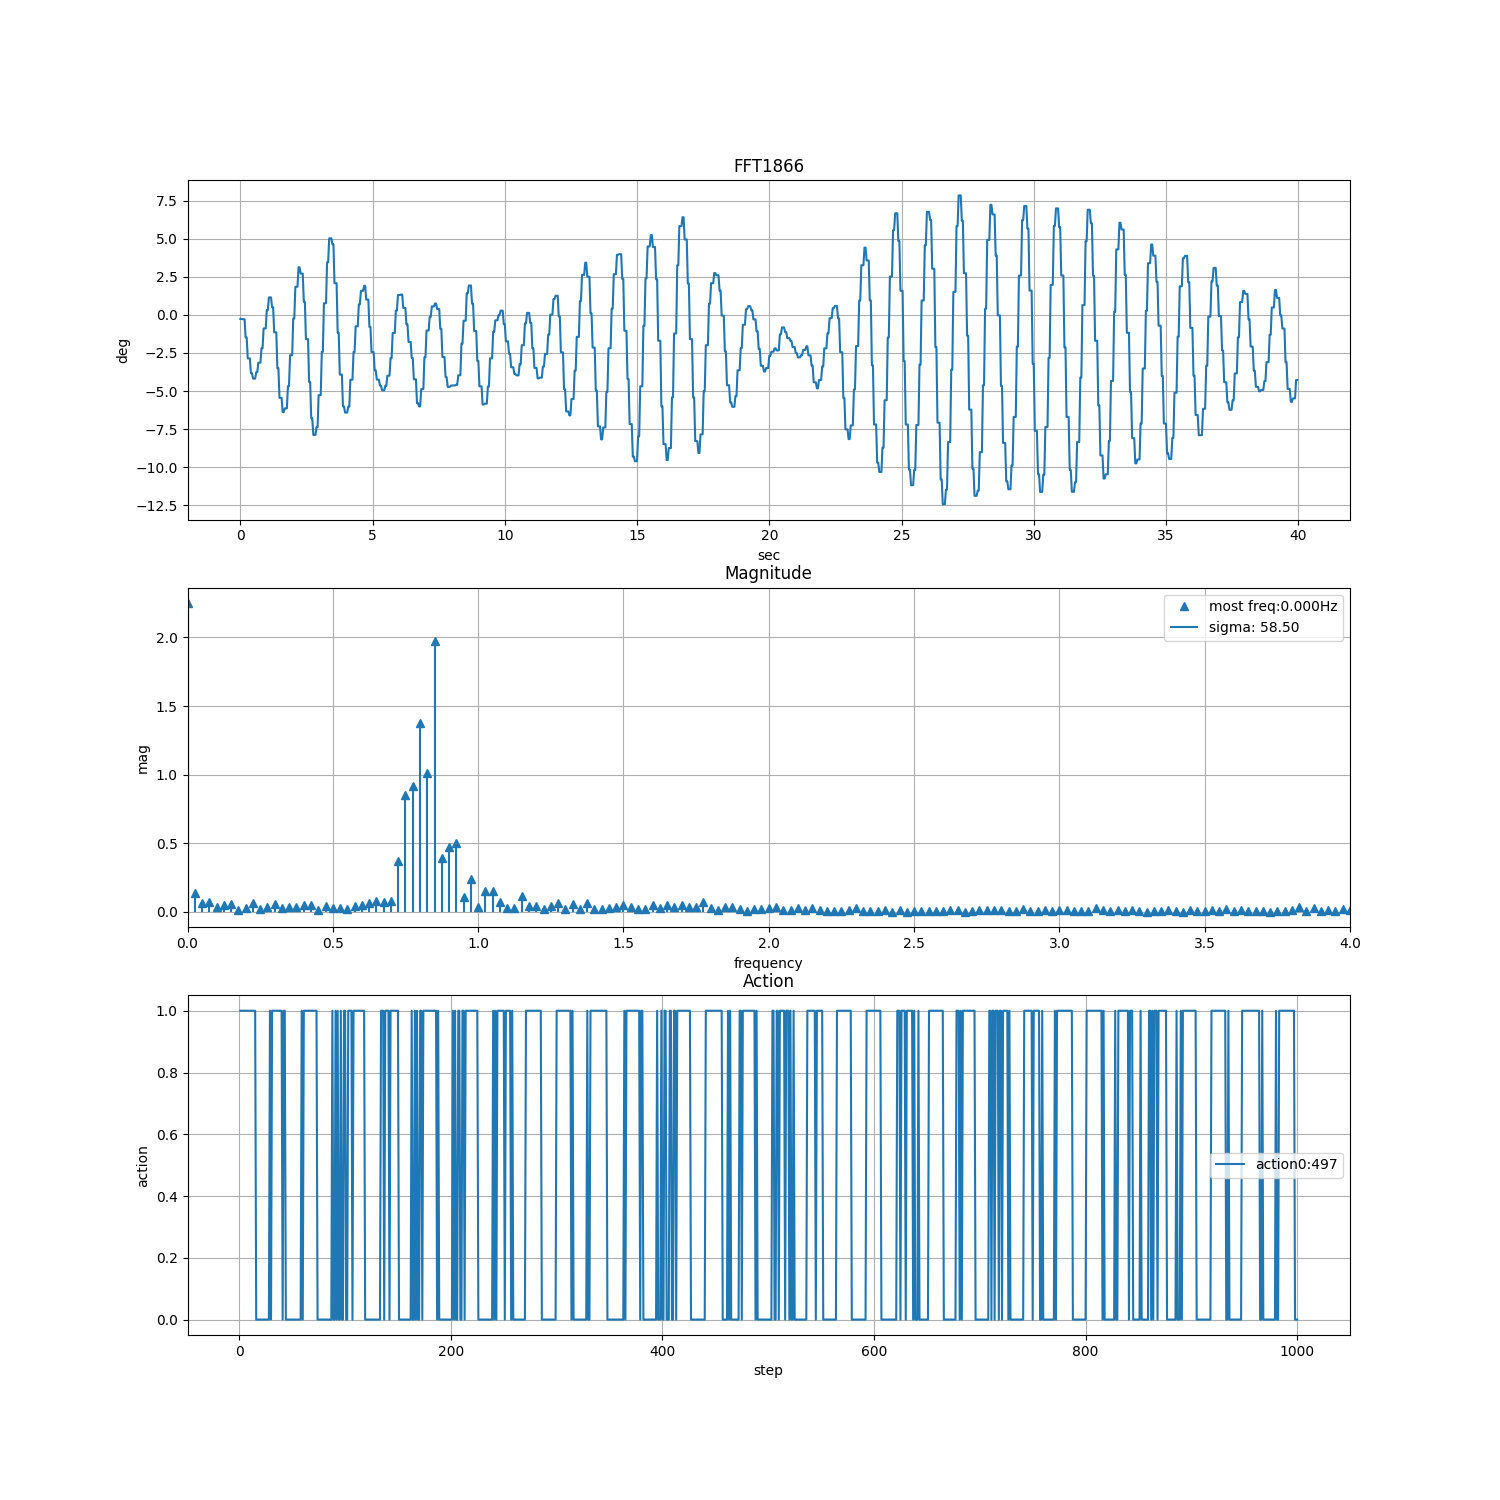 FFT1866
7.5
5.0
2.5
0.0
−2.5
−5.0
−7.5
−10.0
−12.5
deg
0 5 10 15 20 25 30 35 40
sec
Magnitude
most freq:0.000Hz
sigma: 58.50
2.0
1.5
1.0
0.5
0.0
mag
0.0 0.5 1.0 1.5 2.0 2.5 3.0 3.5 4.0
frequency
Action
1.0
0.8
0.6
0.4
0.2
0.0
action
action0:497
0 200 400 600 800 1000
step